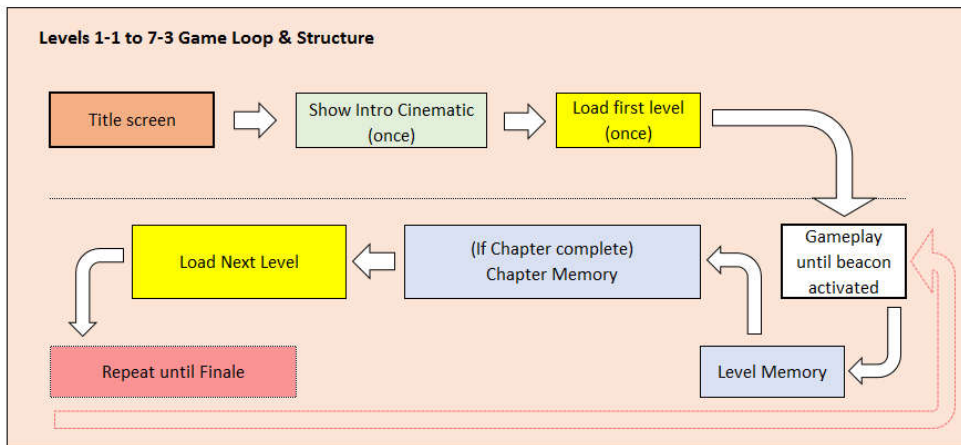 Levels 1-1 to 7-3 Game Loop & Structure
Title screen
Show Intro Cinematic
(once)
Load first level
(once)
Gameplay
until beacon
activated
Level Memory
(If Chapter complete)
Chapter Memory
Load Next Level
Repeat until Finale